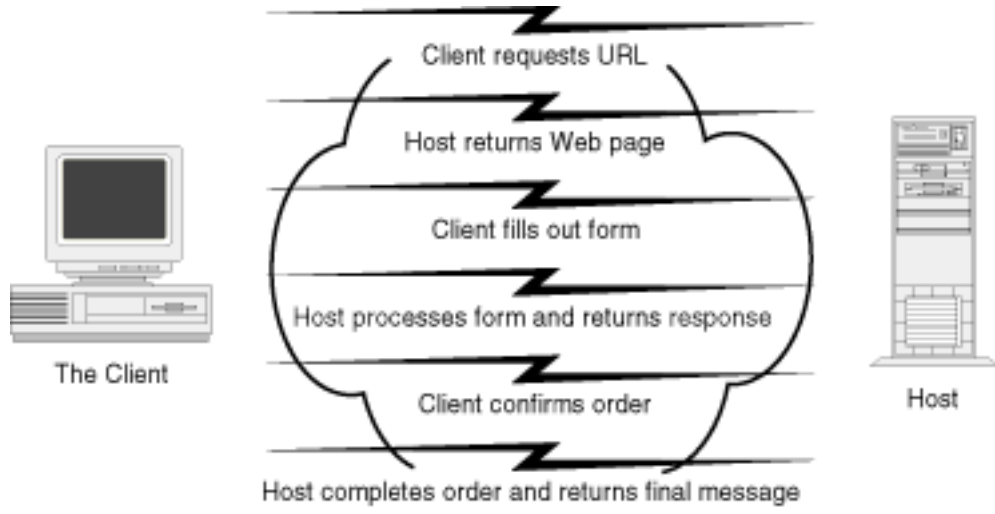 Client requests URL
Host returns Web page
Client fills out form
Host processes form and returns response
The Client
Client confirms order
Host
Host completes order and returns final message